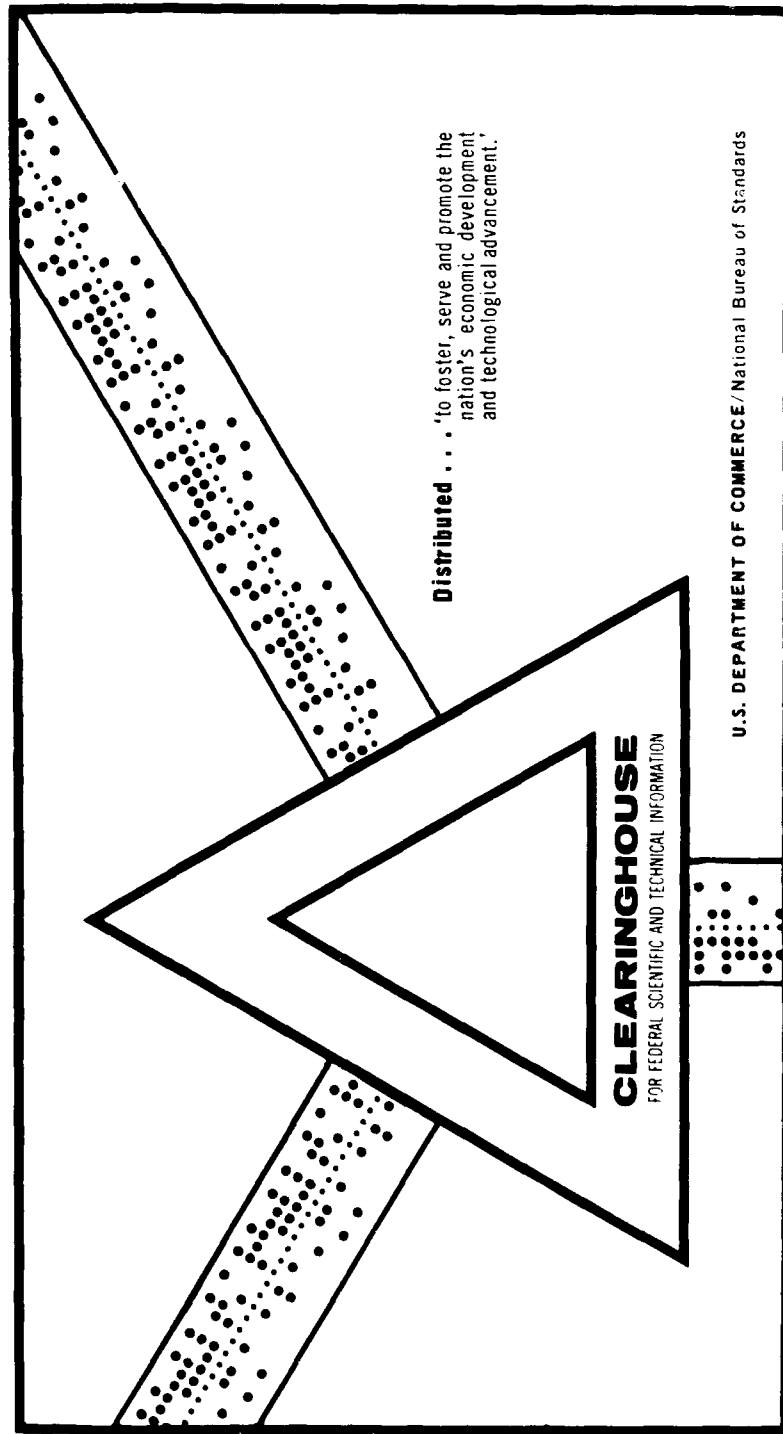 Distributed . . . 'to foster, serve and promote the
nation's economic development
and technological advancement.'
CLEARINGHOUSE
FOR FEDERAL SCIENTIFIC AND TECHNICAL INFORMATION
U.S. DEPARTMENT OF COMMERCE/National Bureau of Standards